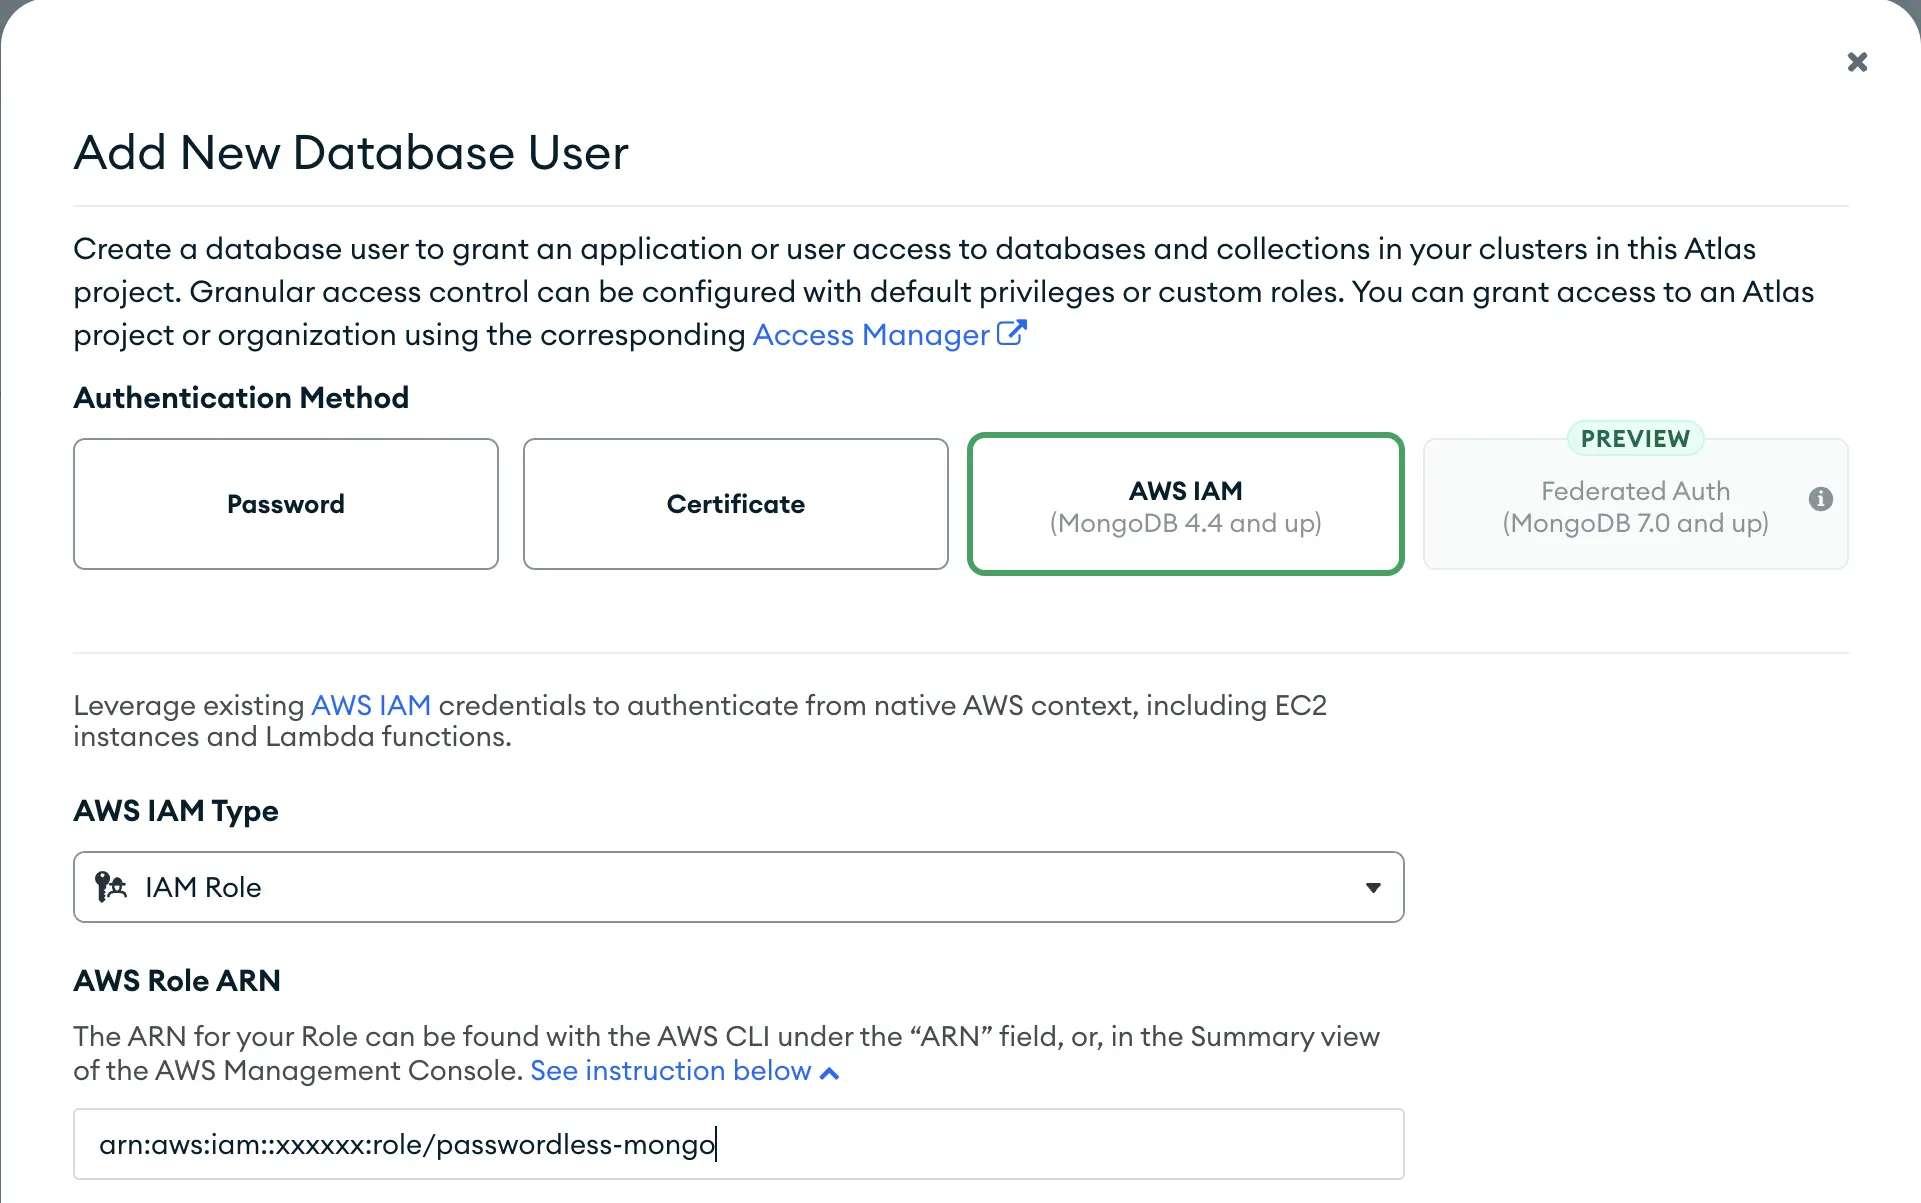 Add New Database User
Create a database user to grant an application or user access to databases and collections in your clusters in this Atlas
project. Granular access control can be configured with default privileges or custom roles. You can grant access to an Atlas
project or organization using the corresponding Access Manager
Authentication Method
Password
Certificate
AWS IAM
(MongoDB 4.4 and up)
PREVIEW
Federated Auth
(MongoDB 7.0 and up)
Leverage existing AWS IAM credentials to authenticate from native AWS context, including EC2
instances and Lambda functions.
AWS IAM Type
IAM Role
AWS Role ARN
The ARN for your Role can be found with the AWS CLI under the “ARN” field, or, in the Summary view
of the AWS Management Console. See instruction below
arn:aws:iam::xxxxxx:role/passwordless-mongo